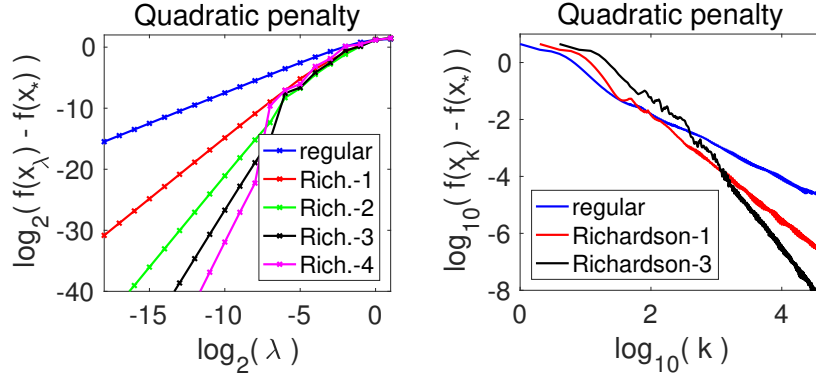 Quadratic penalty
log2( f(xλ) - f(x*) )
0
-10
-20
-30
-40
regular
Rich.-1
Rich.-2
Rich.-3
Rich.-4
-15
-10
-5
0
log2( λ )
Quadratic penalty
log10( f(xk) - f(x*) )
0
-2
-4
-6
-8
regular
Richardson-1
Richardson-3
0
2
4
log10( k )